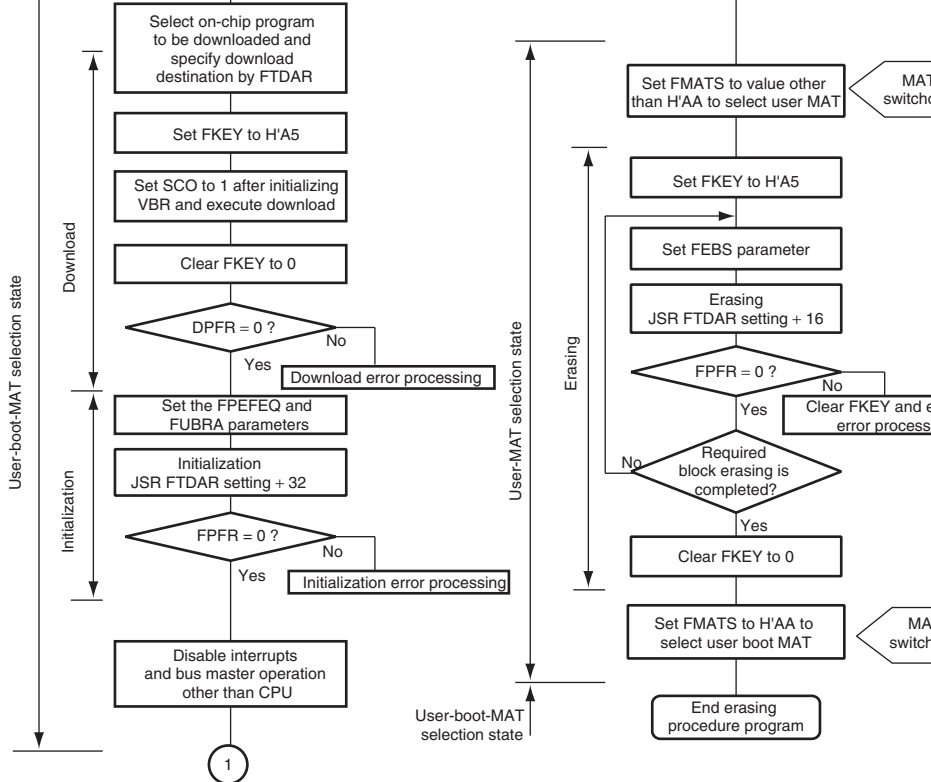 Select on-chip program
to be downloaded and
specify download
destination by FTDAR
Set FKEY to H'A5
Set SCO to 1 after initializing
VBR and execute download
Clear FKEY to 0
DPFR = 0 ?
No
Yes
Download error processing
Set the FPEFEQ and
FUBRA parameters
Initialization
JSR FTDAR setting + 32
FPFR = 0 ?
No
Yes
Initialization error processing
Disable interrupts
and bus master operation
other than CPU
1
Download
Initialization
User-boot-MAT selection state
Set FMATS to value other
than H'AA to select user MAT
Set FKEY to H'A5
Set FEBS parameter
Erasing
JSR FTDAR setting + 16
FPFR = 0 ?
No
Yes
Clear FKEY and
error
Required
block erasing is
completed?
No
Yes
Clear FKEY to 0
Set FMATS to H'AA to
select user boot MAT
End erasing
procedure program
Erasing
User-MAT selection state
User-boot-MAT
selection state